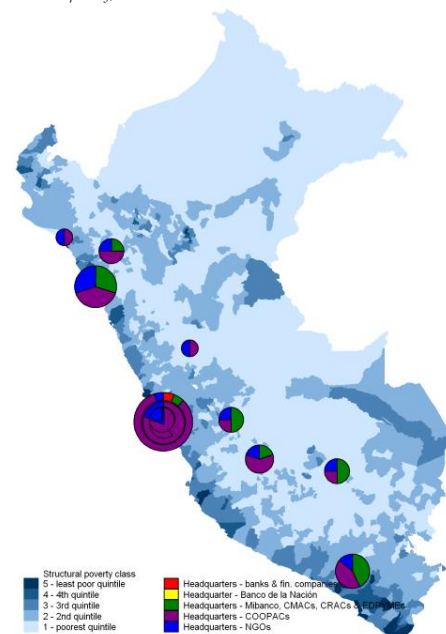 Structural poverty class
5 - least poor quintile
4 - 4th quintile
3 - 3rd quintile
2 - 2nd quintile
1 - poorest quintile
Headquarters - banks & fin. companies
Headquarter - Banco de la Nación
Headquarters - Mibanco, CMACs, CRACs & EDPYMEs
Headquarters - COOPACs
Headquarters - NGOs